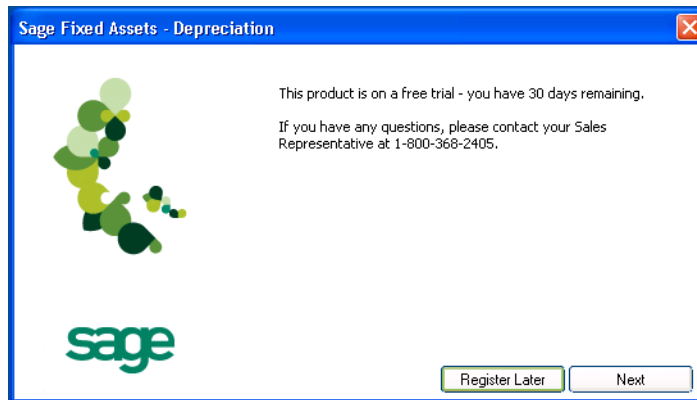 Sage Fixed Assets - Depreciation
This product is on a free trial - you have 30 days remaining.
If you have any questions, please contact your Sales
Representative at 1-800-368-2405.
sage
Register Later
Next